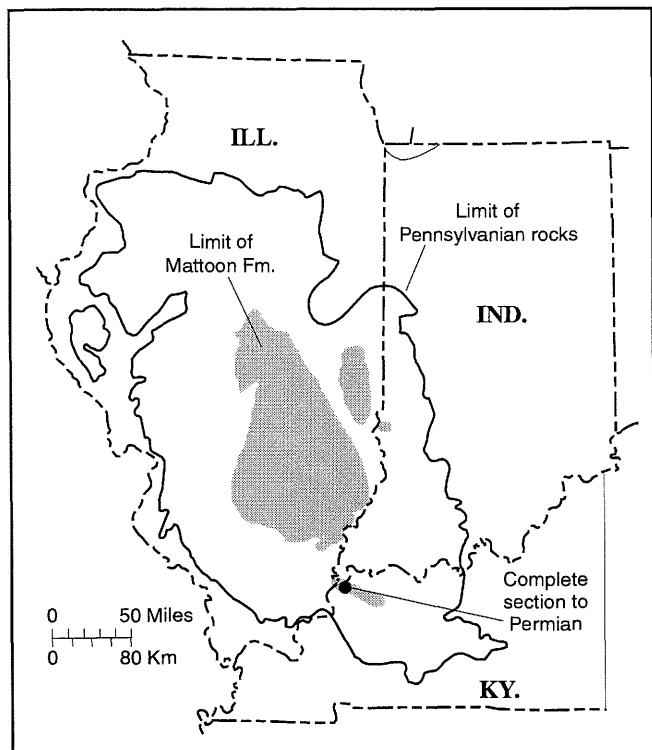 ILL.
Limit of
Pennsylvanian rocks
Limit of
Mattoon Fm.
IND.
Complete
section to
Permian
0 50 Miles
0 80 Km
KY.